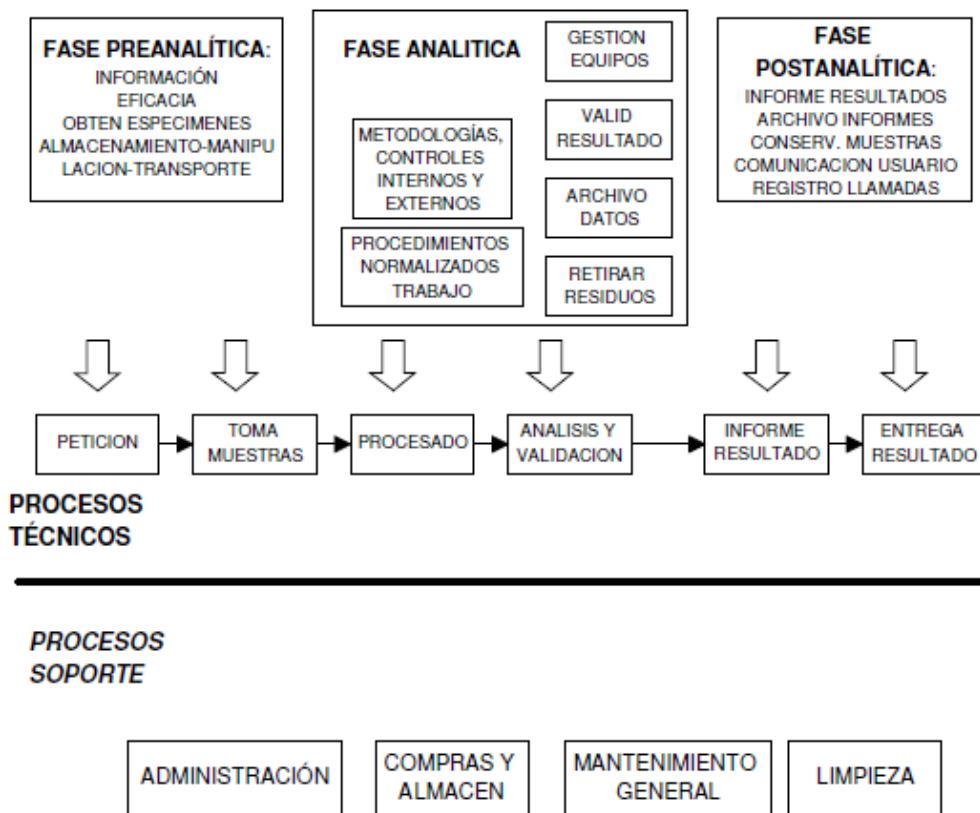 FASE PREANALÍTICA:
INFORMACIÓN
EFICACIA
OBTEN ESPECIMENES
ALMACENAMIENTO-MANIPU
LACION-TRANSPORTE
FASE ANALITICA
METODOLOGÍAS,
CONTROLES
INTERNOS Y
EXTERNOS
PROCEDIMIENTOS
NORMALIZADOS
TRABAJO
GESTION
EQUIPOS
VALID
RESULTADO
ARCHIVO
DATOS
RETIRAR
RESIDUOS
FASE
POSTANALÍTICA:
INFORME RESULTADOS
ARCHIVO INFORMES
CONSERV. MUESTRAS
COMUNICACION USUARIO
REGISTRO LLAMADAS
PETICION
TOMA
MUESTRAS
PROCESADO
ANALISIS Y
VALIDACION
INFORME
RESULTADO
ENTREGA
RESULTADO
PROCESOS
TÉCNICOS
PROCESOS
SOPORTE
ADMINISTRACIÓN
COMPRAS Y
ALMACEN
MANTENIMIENTO
GENERAL
LIMPIEZA